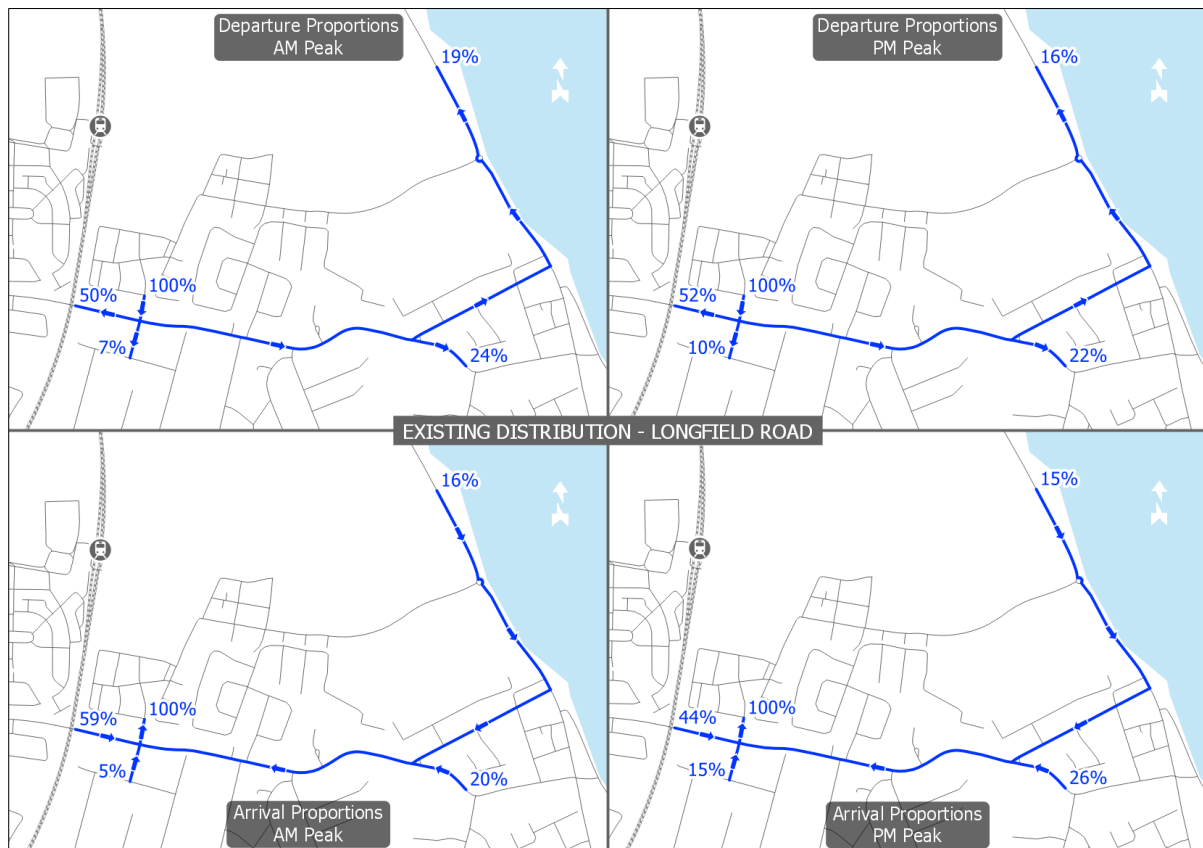 Departure Proportions
AM Peak
19%
50%
100%
7%
24%
Departure Proportions
PM Peak
16%
52%
100%
10%
22%
EXISTING DISTRIBUTION - LONGFIELD ROAD
16%
59%
100%
5%
20%
Arrival Proportions
AM Peak
15%
44%
100%
15%
26%
Arrival Proportions
PM Peak